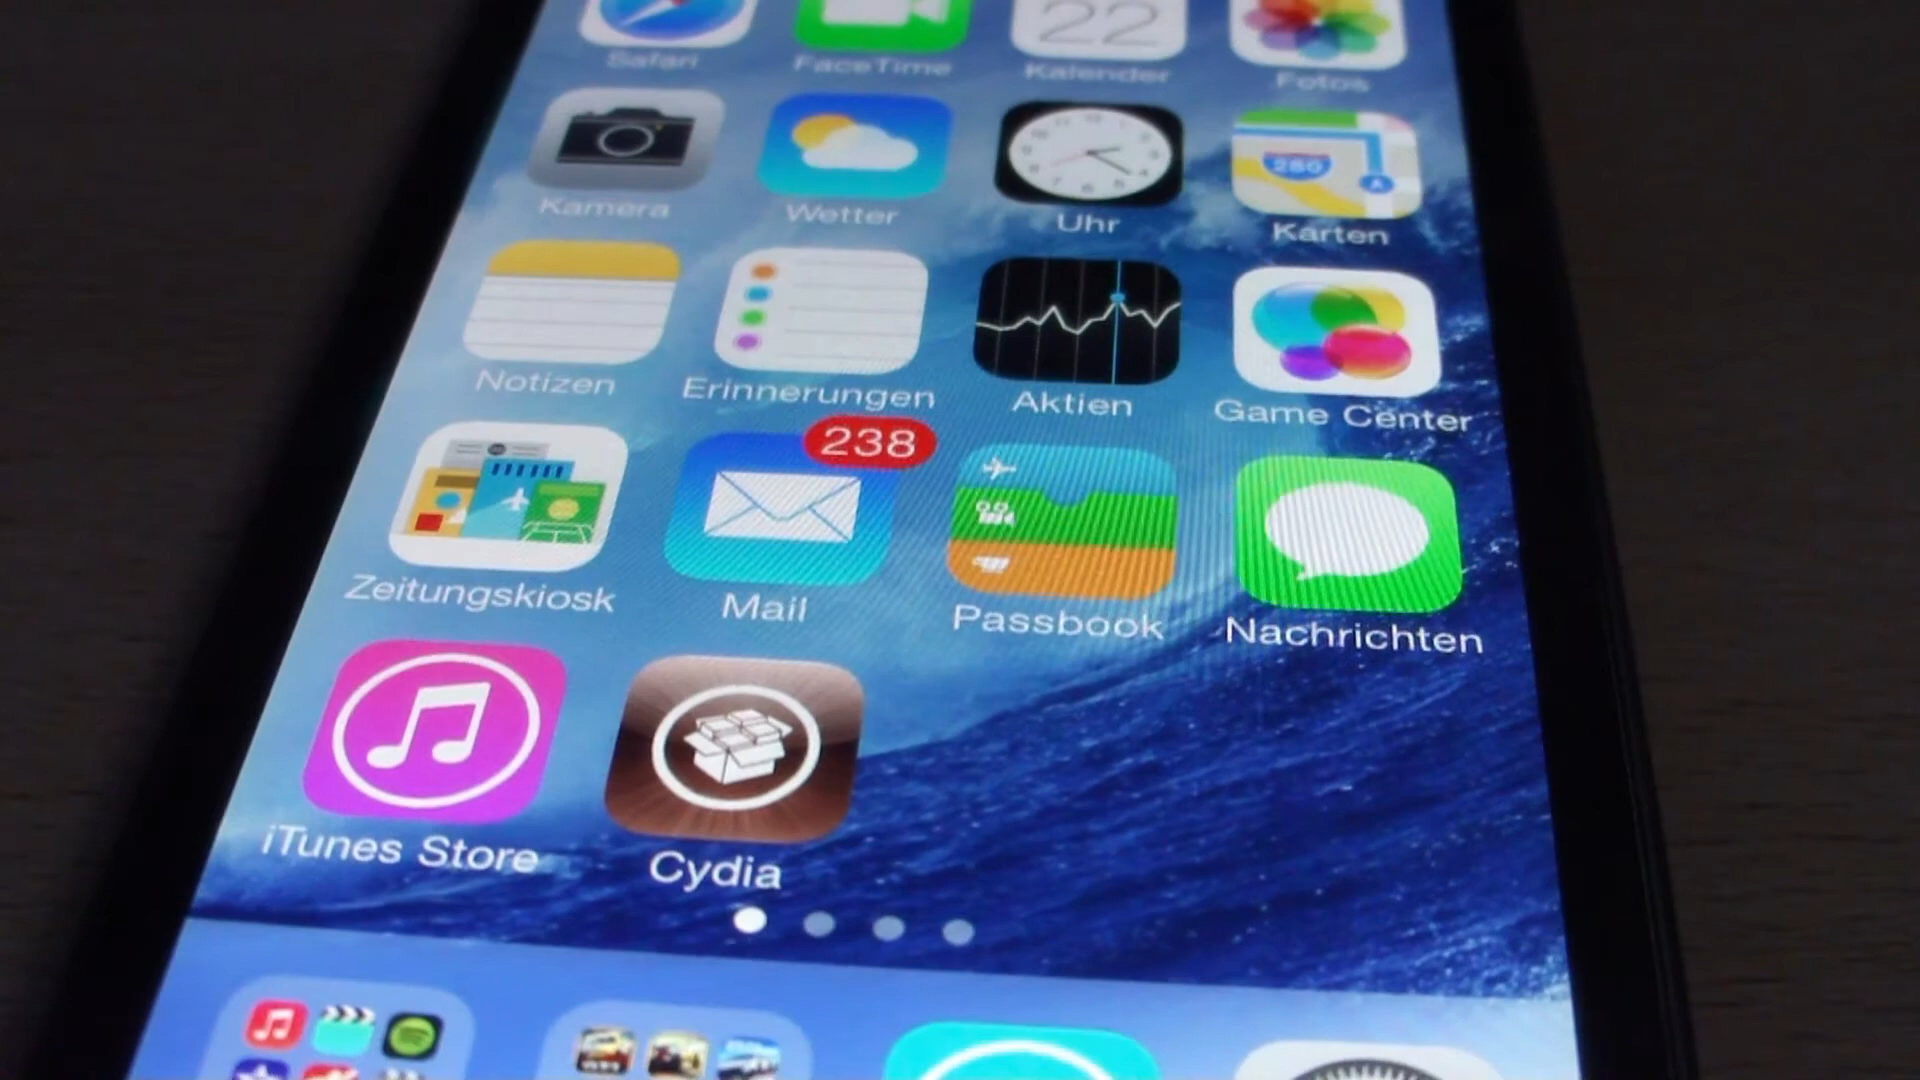 22
Safari FaceTime Kalender Fotos
280
A
Kamera Wetter Uhr Karten
Notizen Erinnerungen Aktien Game Center
238
Zeitungskiosk Mail Passbook Nachrichten
iTunes Store Cydia